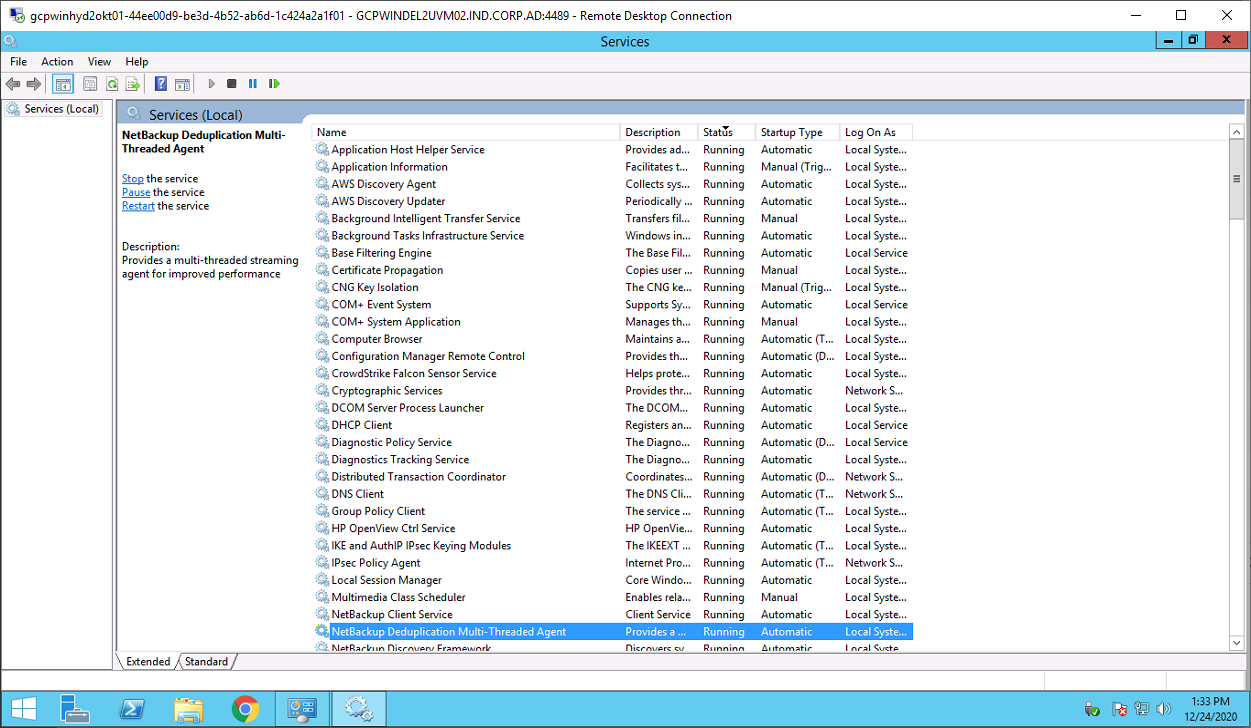 gcpwinhyd2okt01-44ee00d9-be3d-4b52-ab6d-1c424a2a1f01 - GCPWINDEL2UVM02.IND.CORP.AD:4489 - Remote Desktop Connection
Services
File Action View Help
Services (Local)
Services (Local)
NetBackup Deduplication Multi-
Threaded Agent
Stop the service
Pause the service
Restart the service
Description:
Provides a multi-threaded streaming
agent for improved performance
Name Description Status Startup Type Log On As
Application Host Helper Service Provides ad... Running Automatic Local Syste...
Application Information Facilitates t... Running Manual (Trig... Local Syste...
AWS Discovery Agent Collects sys... Running Automatic Local Syste...
AWS Discovery Updater Periodically ... Running Automatic Local Syste...
Background Intelligent Transfer Service Transfers fil... Running Manual Local Syste...
Background Tasks Infrastructure Service Windows in... Running Automatic Local Syste...
Base Filtering Engine The Base Fil... Running Automatic Local Service
Certificate Propagation Copies user ... Running Manual Local Syste...
CNG Key Isolation The CNG ke... Running Manual (Trig... Local Syste...
COM+ Event System Supports Sy... Running Automatic Local Service
COM+ System Application Manages th... Running Manual Local Syste...
Computer Browser Maintains a... Running Automatic (T... Local Syste...
Configuration Manager Remote Control Provides th... Running Automatic (D... Local Syste...
CrowdStrike Falcon Sensor Service Helps prote... Running Automatic Local Syste...
Cryptographic Services Provides thr... Running Automatic Network S...
DCOM Server Process Launcher The DCOM... Running Automatic Local Syste...
DHCP Client Registers an... Running Automatic Local Service
Diagnostic Policy Service The Diagno... Running Automatic (D... Local Service
Diagnostics Tracking Service The Diagno... Running Automatic Local Syste...
Distributed Transaction Coordinator Coordinates... Running Automatic (D... Network S...
DNS Client The DNS Cli... Running Automatic (T... Network S...
Group Policy Client The service ... Running Automatic (T... Local Syste...
HP OpenView Ctrl Service HP OpenVie... Running Automatic Local Syste...
IKE and AuthIP IPsec Keying Modules The IKEEXT ... Running Automatic (T... Local Syste...
IPsec Policy Agent Internet Pro... Running Automatic (T... Network S...
Local Session Manager Core Windo... Running Automatic Local Syste...
Multimedia Class Scheduler Enables rela... Running Manual Local Syste...
NetBackup Client Service Client Service Running Automatic Local Syste...
NetBackup Deduplication Multi-Threaded Agent Provides a ... Running Automatic Local Syste...
NetBackup Discovery Framework Discovers sy... Running Automatic Local Syste...
Extended Standard
1:33 PM
12/24/2020